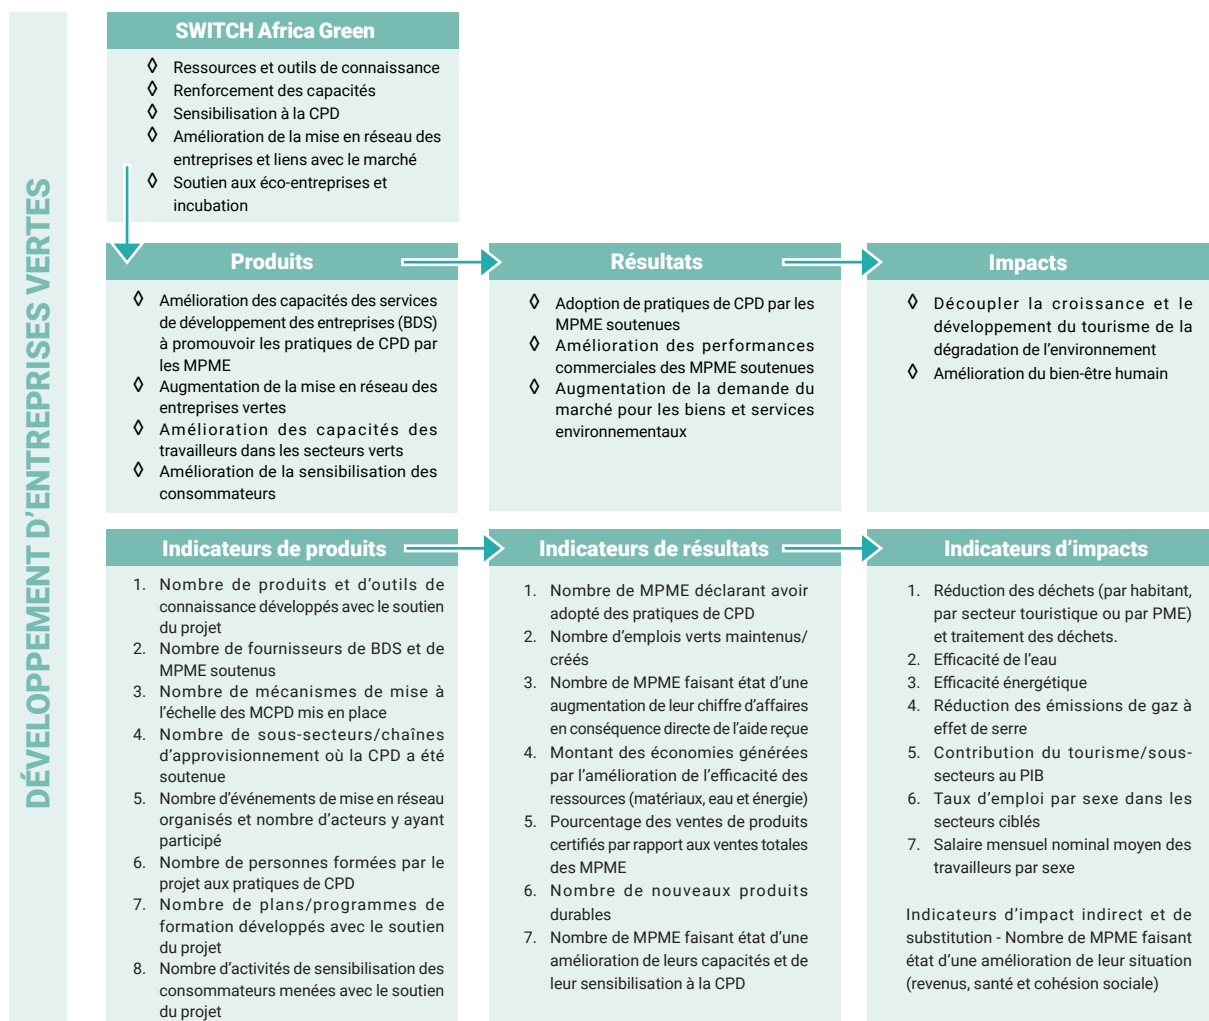 DÉVELOPPEMENT D'ENTREPRISES VERTES
SWITCH Africa Green
◊ Ressources et outils de connaissance
◊ Renforcement des capacités
◊ Sensibilisation à la CPD
◊ Amélioration de la mise en réseau des
entreprises et liens avec le marché
◊ Soutien aux éco-entreprises et
incubation
Produits
◊ Amélioration des capacités des services
de développement des entreprises (BDS)
à promouvoir les pratiques de CPD par
les MPME
◊ Augmentation de la mise en réseau des
entreprises vertes
◊ Amélioration des capacités des
travailleurs dans les secteurs verts
◊ Amélioration de la sensibilisation des
consommateurs
Résultats
◊ Adoption de pratiques de CPD par les
MPME soutenues
◊ Amélioration des performances
commerciales des MPME soutenues
◊ Augmentation de la demande du
marché pour les biens et services
environnementaux
Impacts
◊ Découpler la croissance et le
développement du tourisme de la
dégradation de l'environnement
◊ Amélioration du bien-être humain
Indicateurs de produits
1. Nombre de produits et d'outils de
connaissance développés avec le soutien
du projet
2. Nombre de fournisseurs de BDS et de
MPME soutenus
3. Nombre de mécanismes de mise à
l'échelle des MCPD mis en place
4. Nombre de sous-secteurs/chaînes
d'approvisionnement où la CPD a été
soutenue
5. Nombre d'événements de mise en réseau
organisés et nombre d'acteurs y ayant
participé
6. Nombre de personnes formées par le
projet aux pratiques de CPD
7. Nombre de plans/programmes de
formation développés avec le soutien
du projet
8. Nombre d'activités de sensibilisation des
consommateurs menées avec le soutien
du projet
Indicateurs de résultats
1. Nombre de MPME déclarant avoir
adopté des pratiques de CPD
2. Nombre d'emplois verts maintenus/
créés
3. Nombre de MPME faisant état d'une
augmentation de leur chiffre d'affaires
en conséquence directe de l'aide reçue
4. Montant des économies générées
par l'amélioration de l'efficacité des
ressources (matériaux, eau et énergie)
5. Pourcentage des ventes de produits
certifiés par rapport aux ventes totales
des MPME
6. Nombre de nouveaux produits
durables
7. Nombre de MPME faisant état d'une
amélioration de leurs capacités et de
leur sensibilisation à la CPD
Indicateurs d'impacts
1. Réduction des déchets (par habitant,
par secteur touristique ou par PME)
et traitement des déchets.
2. Efficacité de l'eau
3. Efficacité énergétique
4. Réduction des émissions de gaz à
effet de serre
5. Contribution du tourisme/sous-
secteurs au PIB
6. Taux d'emploi par sexe dans les
secteurs ciblés
7. Salaire mensuel nominal moyen des
travailleurs par sexe
Indicateurs d'impact indirect et de
substitution - Nombre de MPME faisant
état d'une amélioration de leur situation
(revenus, santé et cohésion sociale)